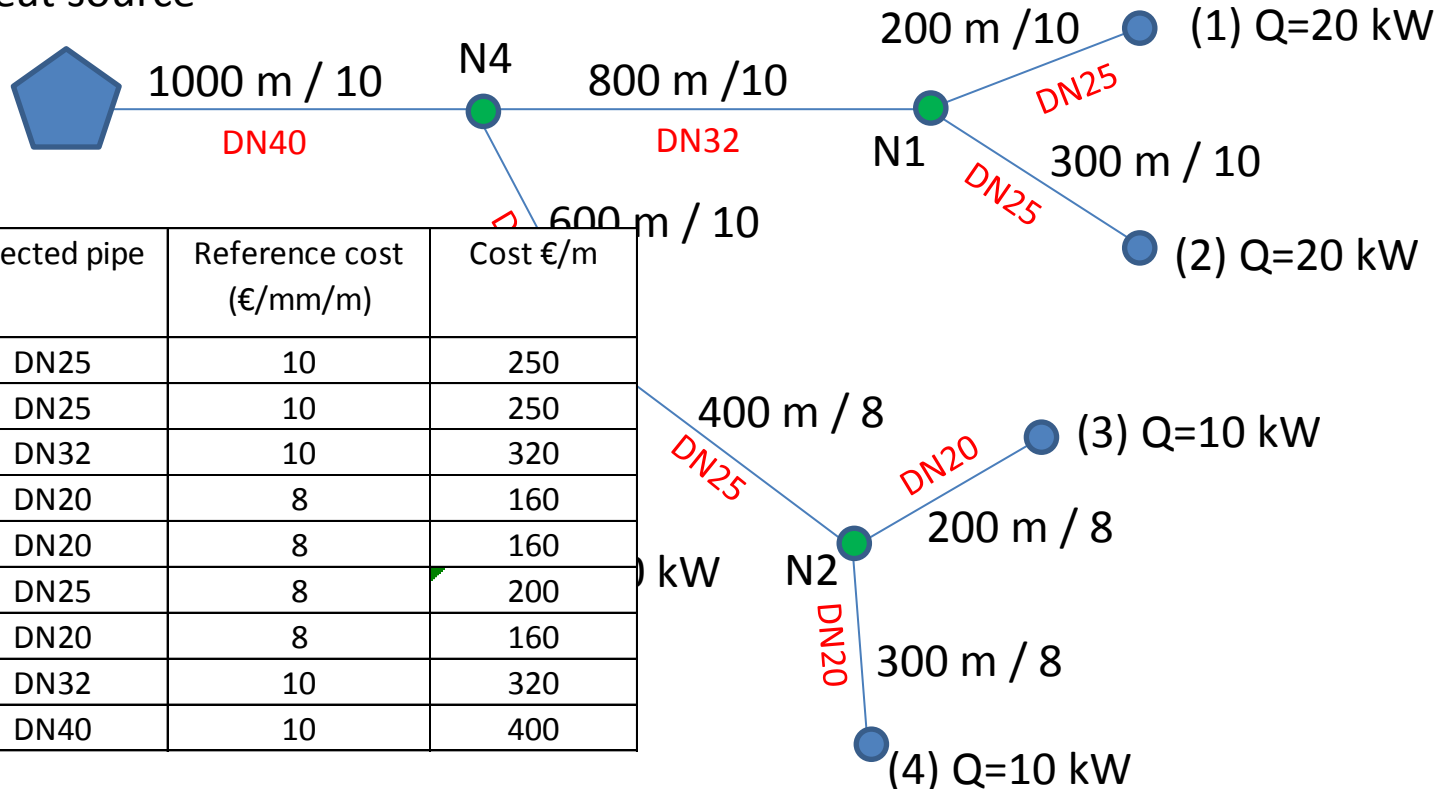 1000 m / 10
DN40
N4
800 m /10
DN32
N1
200 m /10
DN25
(1) Q=20 kW
300 m / 10
DN25
(2) Q=20 kW
600 m / 10
pipe Reference cost Cost €/m
(€/mm/m)
DN25 10 250
DN25 10 250
DN32 10 320
DN20 8 160
DN20 8 160
DN25 8 200
DN20 8 160
DN32 10 320
DN40 10 400
400 m / 8
DN25
DN20
(3) Q=10 kW
200 m / 8
kW
N2
DN20
300 m / 8
(4) Q=10 kW